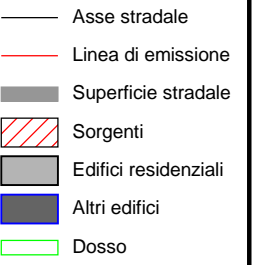 Asse stradale
Linea di emissione
Superficie stradale
Sorgenti
Edifici residenziali
Altri edifici
Dosso